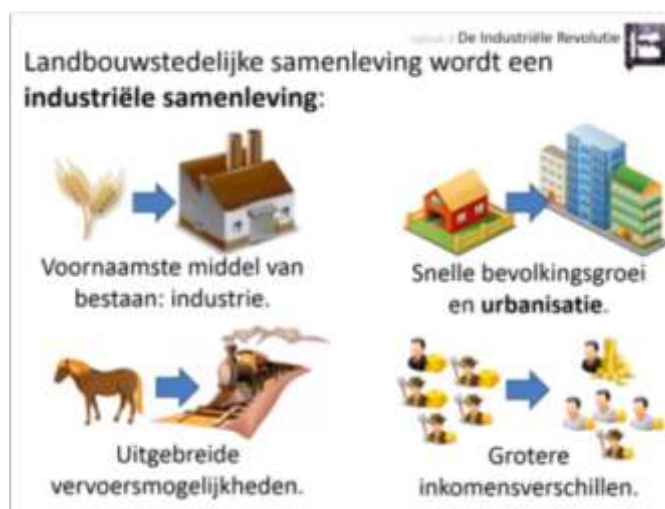 De Industriële Revolutie
Landbouwstedelijke samenleving wordt een
industriële samenleving:
Voornaamste middel van
bestaan: industrie.
Snelle bevolkingsgroei
en urbanisatie.
Uitgebreide
vervoersmogelijkheden.
Grotere
inkomensverschillen.